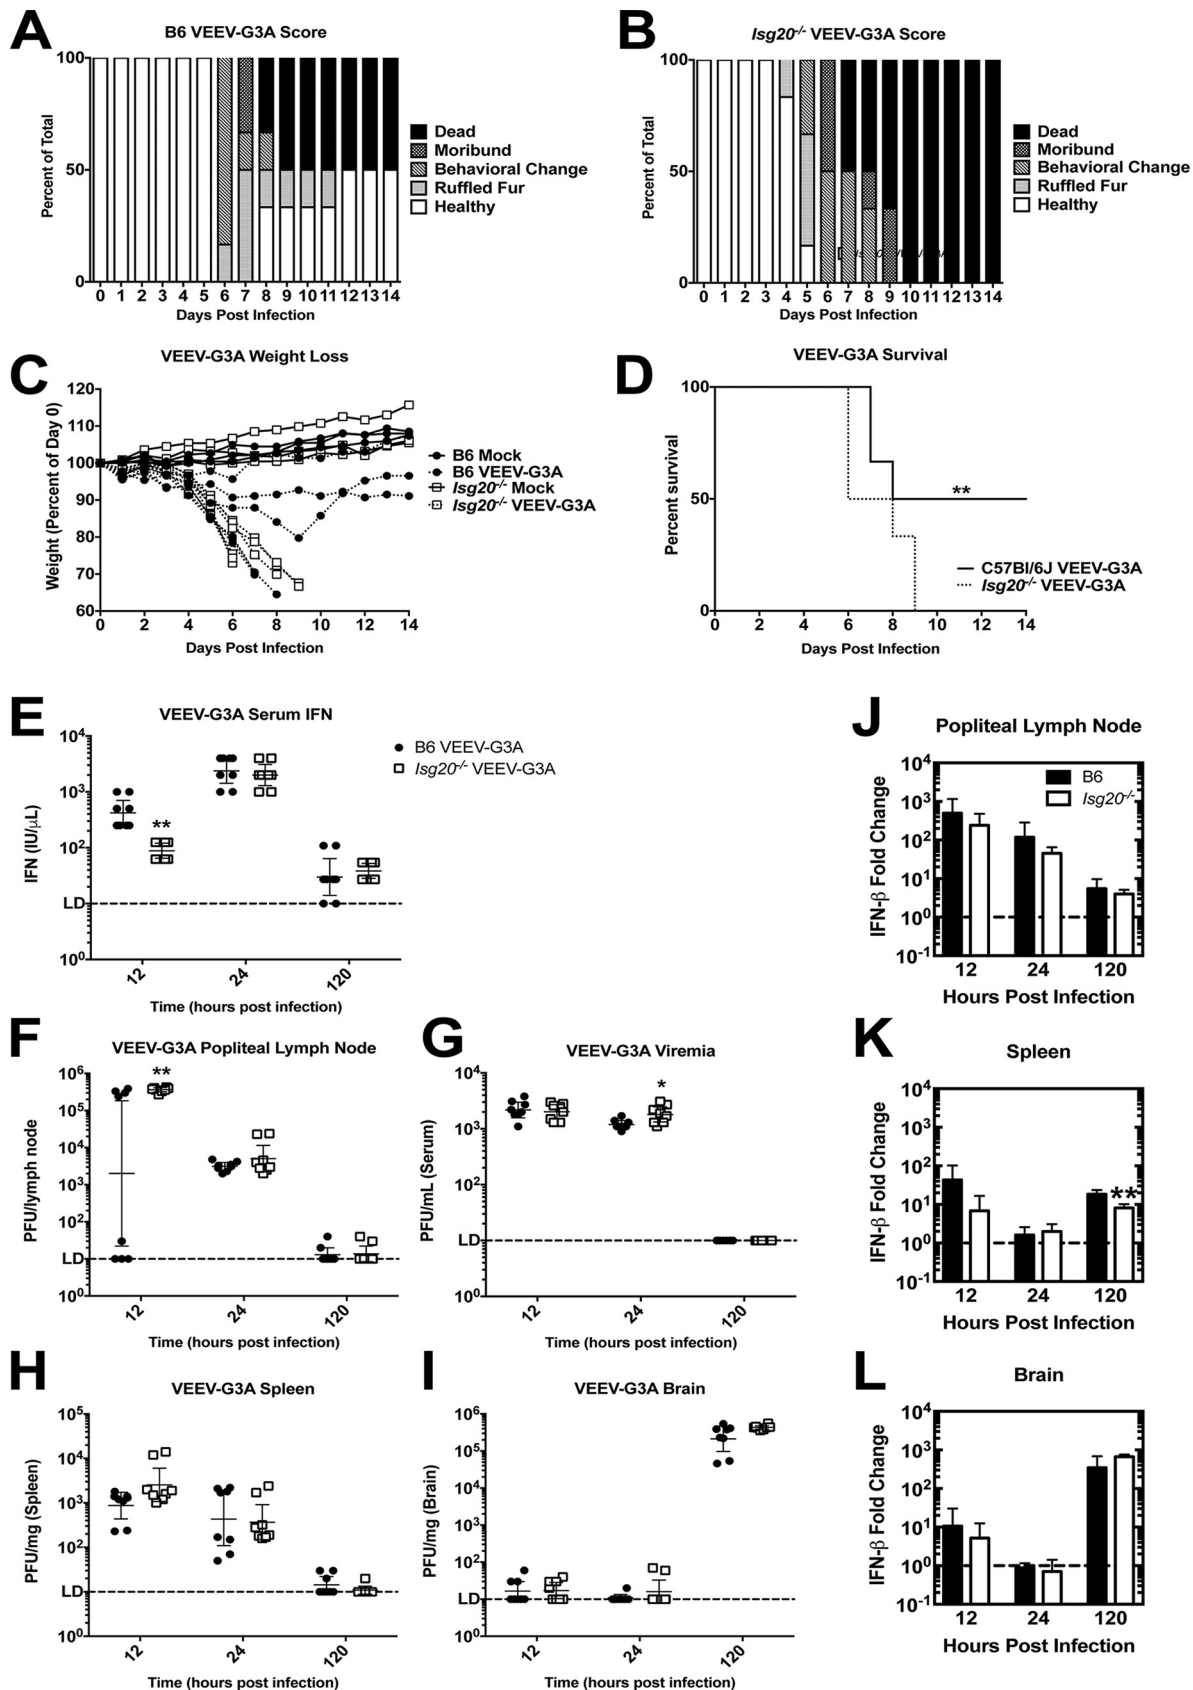 A
B6 VEEV-G3A Score
Percent of Total
100
50
0
0 1 2 3 4 5 6 7 8 9 10 11 12 13 14
Days Post Infection
Dead
Moribund
Behavioral Change
Ruffled Fur
Healthy
B
Isg20-/- VEEV-G3A Score
Percent of Total
100
50
0
0 1 2 3 4 5 6 7 8 9 10 11 12 13 14
Days Post Infection
Dead
Moribund
Behavioral Change
Ruffled Fur
Healthy
C
VEEV-G3A Weight Loss
Weight (Percent of Day 0)
120
110
100
90
80
70
60
0 2 4 6 8 10 12 14
Days Post Infection
B6 Mock
B6 VEEV-G3A
Isg20-/- Mock
Isg20-/- VEEV-G3A
D
VEEV-G3A Survival
Percent survival
100
50
0
**
C57Bl/6J VEEV-G3A
Isg20-/- VEEV-G3A
0 2 4 6 8 10 12 14
Days Post Infection
E
VEEV-G3A Serum IFN
IFN (IU/μL)
10^4
10^3
10^2
LD
10^0
**
12 24 120
Time (hours post infection)
B6 VEEV-G3A
Isg20-/- VEEV-G3A
J
Popliteal Lymph Node
IFN-β Fold Change
10^4
10^3
10^2
10^1
10^0
10^-1
B6
Isg20-/-
12 24 120
Hours Post Infection
F
VEEV-G3A Popliteal Lymph Node
PFU/lymph node
10^6
10^5
10^4
10^3
10^2
LD
10^0
**
12 24 120
Time (hours post infection)
G
VEEV-G3A Viremia
PFU/mL (Serum)
10^4
10^3
10^2
LD
10^0
*
12 24 120
Time (hours post infection)
K
Spleen
IFN-β Fold Change
10^4
10^3
10^2
10^1
10^0
10^-1
**
12 24 120
Hours Post Infection
H
VEEV-G3A Spleen
PFU/mg (Spleen)
10^5
10^4
10^3
10^2
LD
10^0
12 24 120
Time (hours post infection)
I
VEEV-G3A Brain
PFU/mg (Brain)
10^6
10^5
10^4
10^3
10^2
LD
10^0
12 24 120
Time (hours post infection)
L
Brain
IFN-β Fold Change
10^4
10^3
10^2
10^1
10^0
10^-1
12 24 120
Hours Post Infection